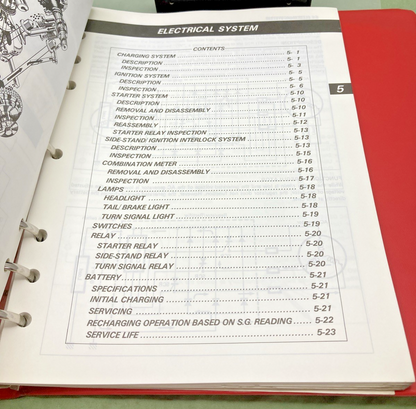 ELECTRICAL SYSTEM
CONTENTS
CHARGING SYSTEM 5- 1
DESCRIPTION 5- 1
INSPECTION 5- 3
IGNITION SYSTEM 5- 5
DESCRIPTION 5- 5
INSPECTION 5- 6
STARTER SYSTEM 5-10
DESCRIPTION 5-10
REMOVAL AND DISASSEMBLY 5-10
INSPECTION 5-11
REASSEMBLY 5-12
STARTER RELAY INSPECTION 5-13
SIDE-STAND/IGNITION INTERLOCK SYSTEM 5-13
DESCRIPTION 5-13
INSPECTION 5-15
COMBINATION METER 5-16
REMOVAL AND DISASSEMBLY 5-16
INSPECTION 5-17
LAMPS 5-18
HEADLIGHT 5-18
TAIL/BRAKE LIGHT 5-18
TURN SIGNAL LIGHT 5-19
SWITCHES 5-19
RELAY 5-20
STARTER RELAY 5-20
SIDE-STAND RELAY 5-20
TURN SIGNAL RELAY 5-20
BATTERY 5-21
SPECIFICATIONS 5-21
INITIAL CHARGING 5-21
SERVICING 5-21
RECHARGING OPERATION BASED ON S.G. READING 5-22
SERVICE LIFE 5-23
5